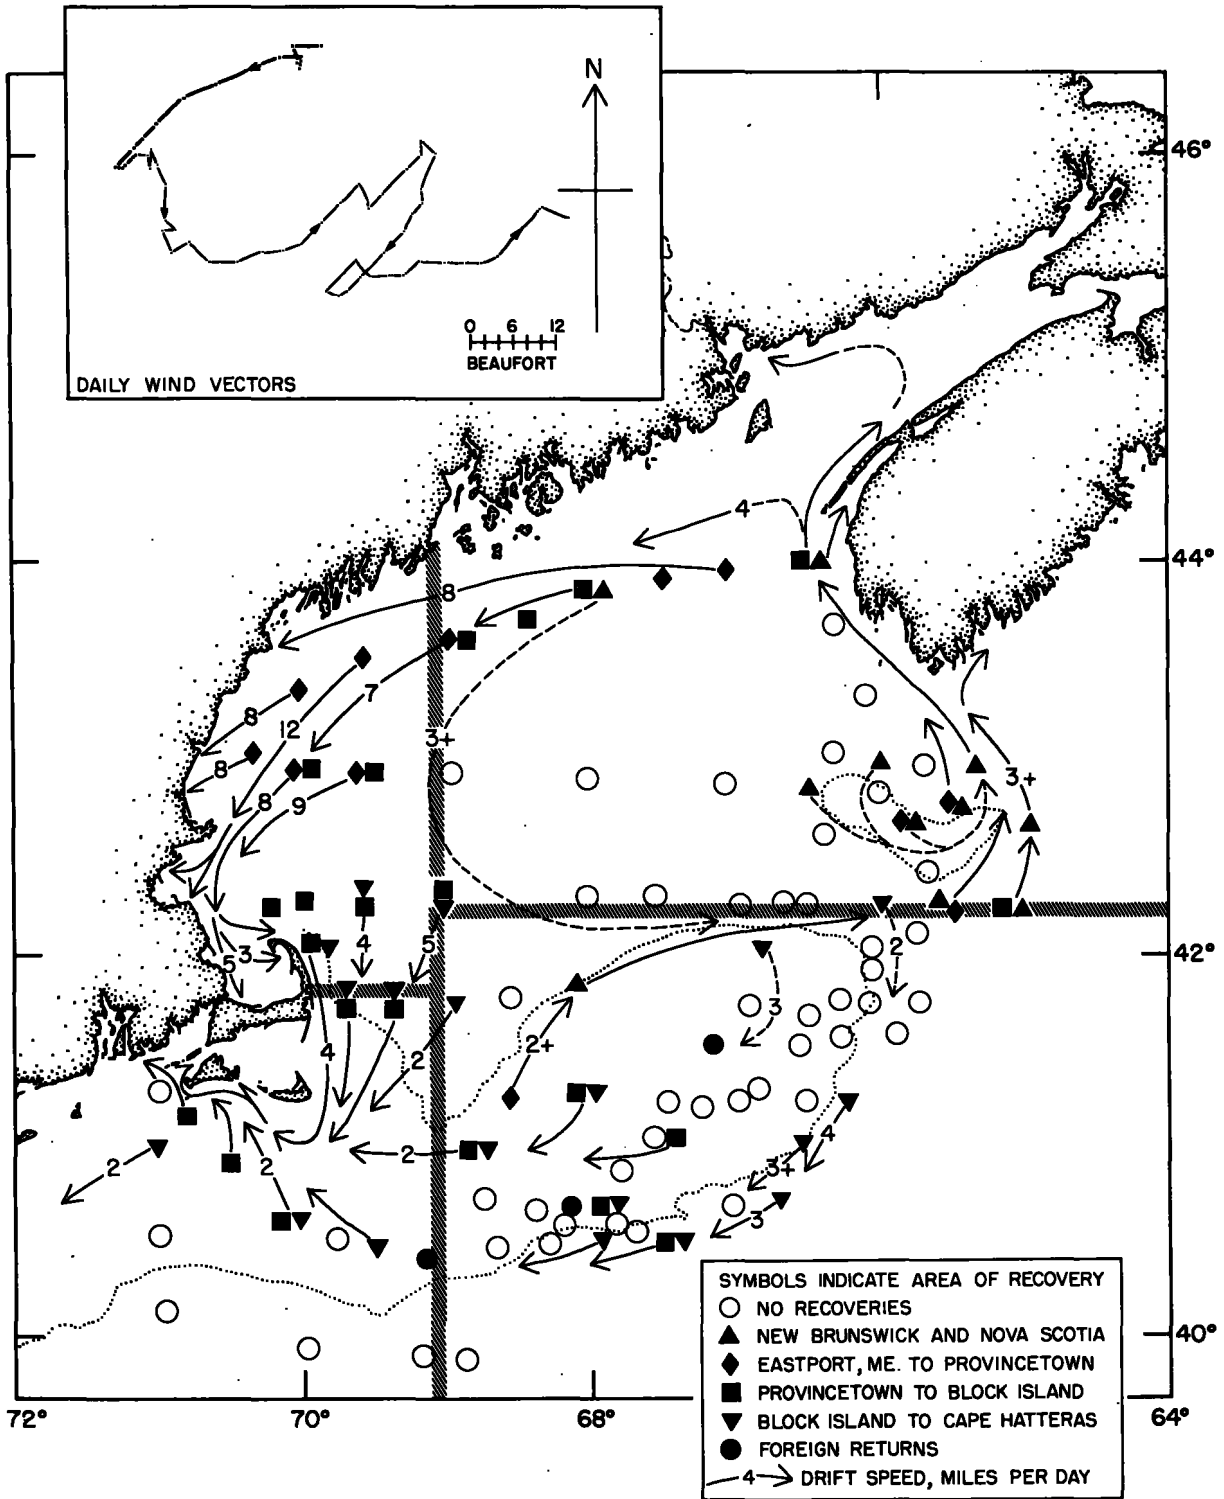 N
0 6 12
BEAUFORT
DAILY WIND VECTORS
46°
4
44°
8
7
12
8
3+
8
8
9
3+
4
5
2
42°
3
5
3
4
2+
2
2
2
4
3+
2
3
40°
SYMBOLS INDICATE AREA OF RECOVERY
NO RECOVERIES
NEW BRUNSWICK AND NOVA SCOTIA
EASTPORT, ME. TO PROVINCETOWN
PROVINCETOWN TO BLOCK ISLAND
BLOCK ISLAND TO CAPE HATTERAS
FOREIGN RETURNS
4 DRIFT SPEED, MILES PER DAY
72° 70° 68° 64°